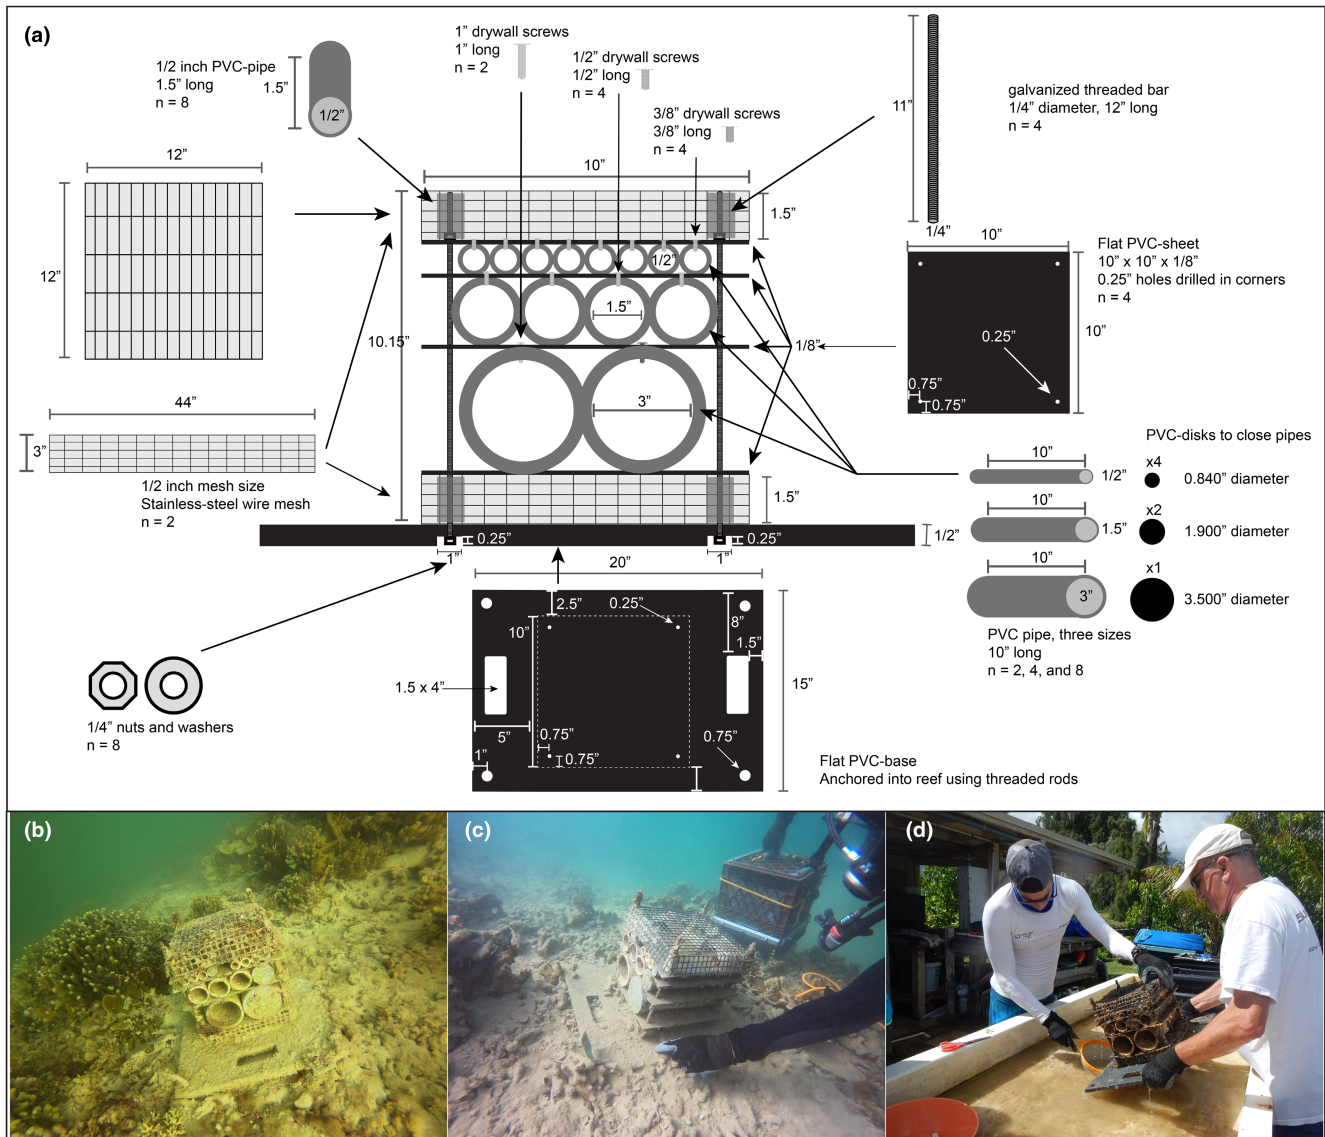 (a)
1/2 inch PVC-pipe
1.5” long
n = 8
1.5”
1/2”
1” drywall screws
1” long
n = 2
1/2” drywall screws
1/2” long
n = 4
3/8” drywall screws
3/8” long
n = 4
11”
1/4”
galvanized threaded bar
1/4” diameter, 12” long
n = 4
12”
12”
10”
1.5”
1/2”
1.5”
10.15”
3”
1/8”
1.5”
10”
10”
0.25”
0.75”
0.75”
Flat PVC-sheet
10” x 10” x 1/8”
0.25” holes drilled in corners
n = 4
44”
3”
1/2 inch mesh size
Stainless-steel wire mesh
n = 2
0.25”
0.25”
1”
1”
1/2”
PVC-disks to close pipes
10”
1/2”
x4
0.840” diameter
10”
1.5”
x2
1.900” diameter
10”
3”
x1
3.500” diameter
PVC pipe, three sizes
10” long
n = 2, 4, and 8
20”
2.5”
0.25”
8”
10”
1.5”
1.5 x 4”
15”
5”
0.75”
0.75”
0.75”
1”
1/4” nuts and washers
n = 8
Flat PVC-base
Anchored into reef using threaded rods
(b)
(c)
(d)